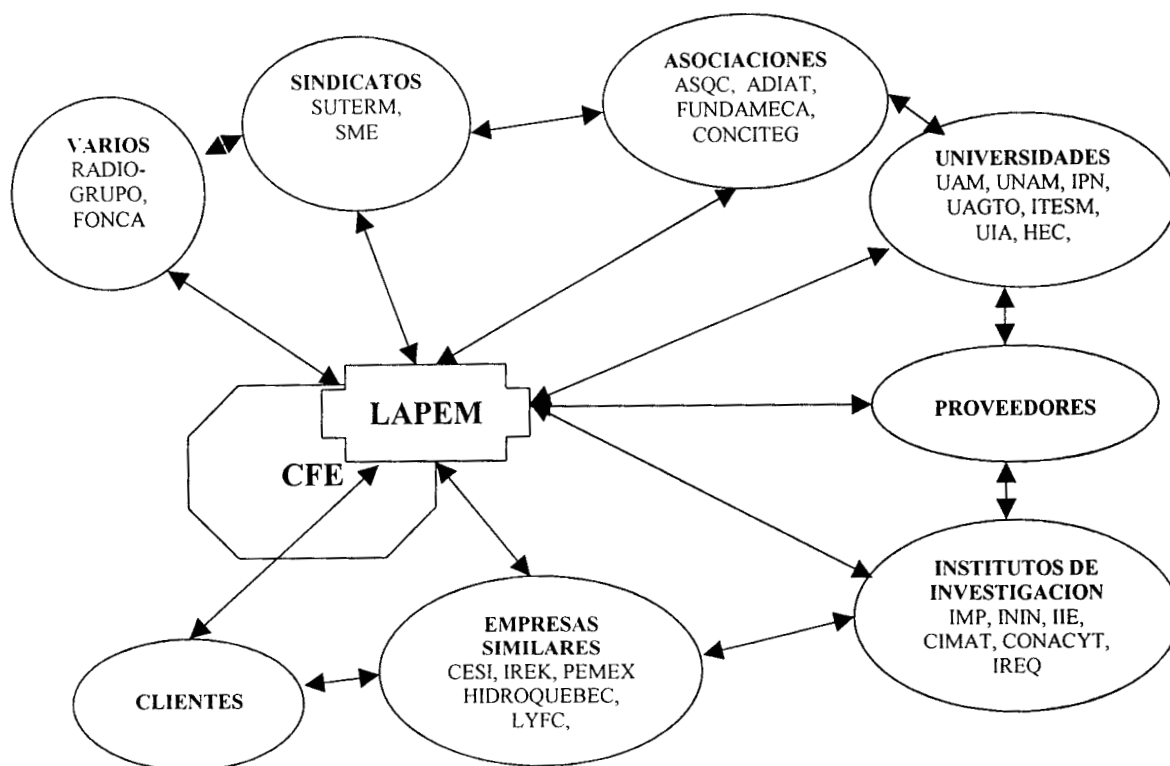 ASOCIACIONES
ASQC, ADIAT,
FUNDAMECA,
CONCITEG
SINDICATOS
SUTERM,
SME
VARIOS
RADIO-
GRUPO,
FONCA
UNIVERSIDADES
UAM, UNAM, IPN,
UAGTO, ITESM,
UIA, HEC,
LAPEM
CFE
PROVEEDORES
INSTITUTOS DE
INVESTIGACION
IMP, ININ, IIE,
CIMAT, CONACYT,
IREQ
EMPRESAS
SIMILARES
CESI, IREK, PEMEX
HIDROQUEBEC,
LYFC,
CLIENTES